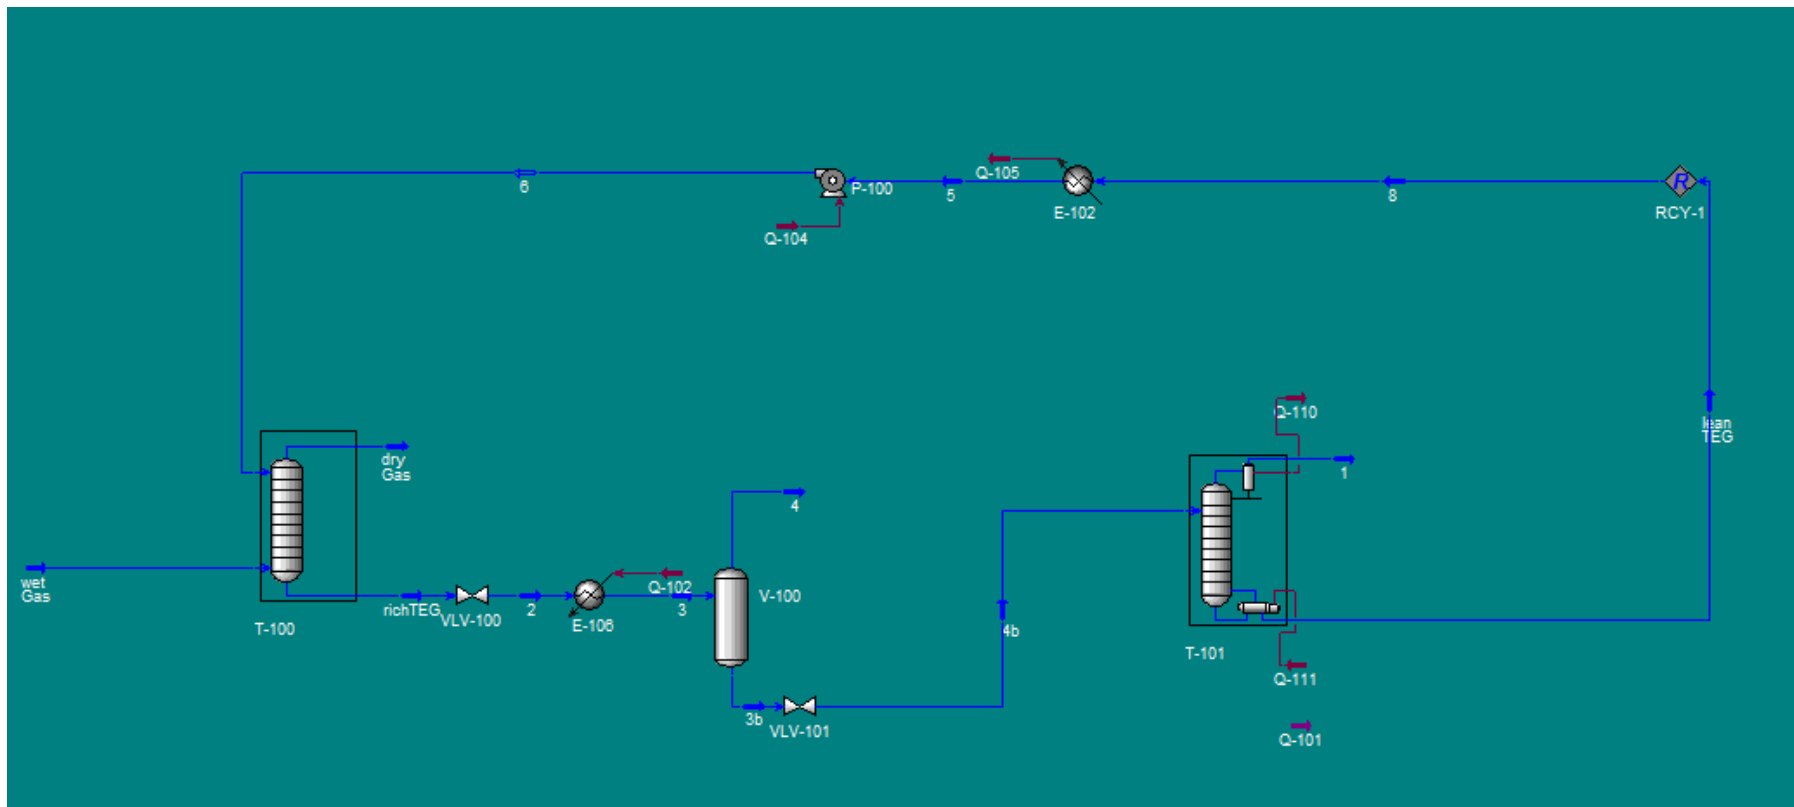 Q-105
P-100
5
E-102
8
R
RCY-1
6
Q-104
Q-110
lean
TEG
dry
Gas
1
4
wet
Gas
richTEG
VLV-100
2
E-106
Q-102
3
V-100
4b
T-100
T-101
Q-111
3b
VLV-101
Q-101